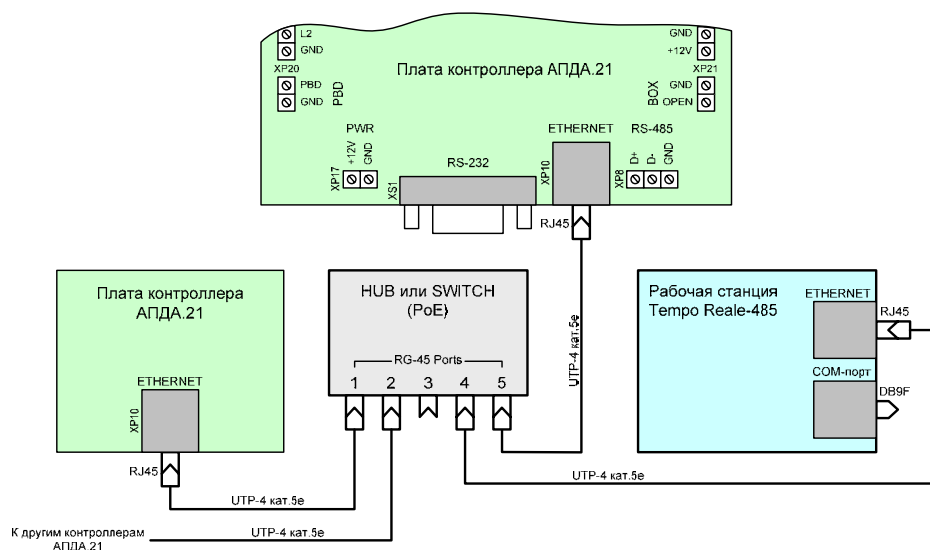 L2
GND
XP20
PBD
GND
PBD
Плата контроллера АПДА.21
GND
+12V
XP21
GND
OPEN
BOX
PWR
+12V
GND
XP17
RS-232
XS1
ETHERNET
XP10
RS-485
D+
D-
GND
XP8
RJ45
Плата контроллера
АПДА.21
ETHERNET
XP10
RJ45
HUB или SWITCH
(PoE)
RG-45 Ports
1 2 3 4 5
UTP-4 кат.5e
Рабочая станция
Tempo Reale-485
ETHERNET
RJ45
COM-порт
DB9F
UTP-4 кат.5e
UTP-4 кат.5e
UTP-4 кат.5e
К другим контроллерам
АПДА.21